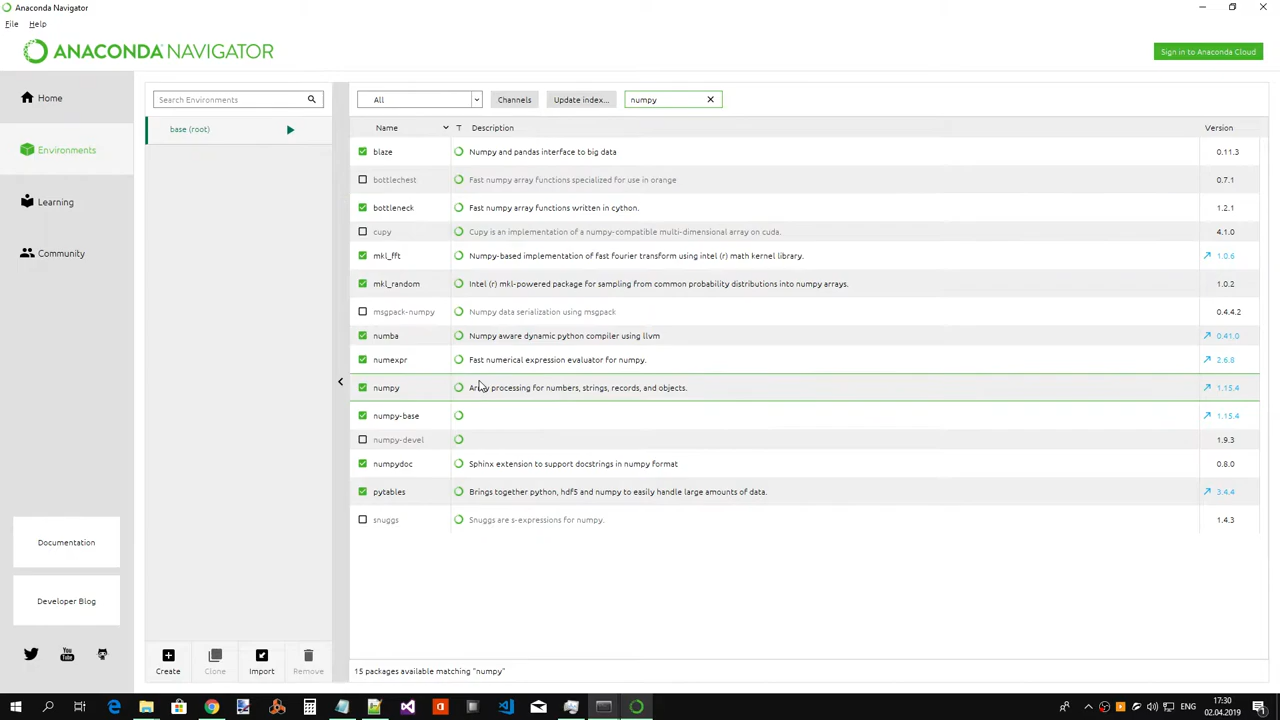 Anaconda Navigator
File Help
ANACONDA NAVIGATOR
Sign in to Anaconda Cloud
Home
Environments
Learning
Community
Documentation
Developer Blog
Search Environments
base (root)
Create Clone Import Remove
All Channels Update index... numpy
Name T Description Version
blaze Numpy and pandas interface to big data 0.11.3
bottlechest Fast numpy array functions specialized for use in orange 0.7.1
bottleneck Fast numpy array functions written in cython. 1.2.1
cupy Cupy is an implementation of a numpy-compatible multi-dimensional array on cuda. 4.1.0
mkl_fft Numpy-based implementation of fast fourier transform using intel (r) math kernel library. 1.0.6
mkl_random Intel (r) mkl-powered package for sampling from common probability distributions into numpy arrays. 1.0.2
msgpack-numpy Numpy data serialization using msgpack 0.4.4.2
numba Numpy aware dynamic python compiler using llvm 0.41.0
numexpr Fast numerical expression evaluator for numpy. 2.6.8
numpy Array processing for numbers, strings, records, and objects. 1.15.4
numpy-base 1.15.4
numpy-devel 1.9.3
numpydoc Sphinx extension to support docstrings in numpy format 0.8.0
pytables Brings together python, hdf5 and numpy to easily handle large amounts of data. 3.4.4
snuggs Snuggs are s-expressions for numpy. 1.4.3
15 packages available matching "numpy"
ENG
17:30
02.04.2019